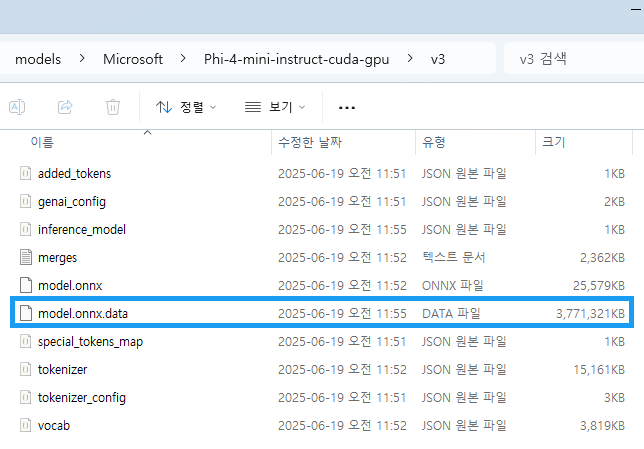 models > Microsoft > Phi-4-mini-instruct-cuda-gpu > v3 v3 검색
정렬 보기 ...
이름 수정한 날짜 유형 크기
added_tokens 2025-06-19 오전 11:51 JSON 원본 파일 1KB
genai_config 2025-06-19 오전 11:51 JSON 원본 파일 2KB
inference_model 2025-06-19 오전 11:55 JSON 원본 파일 1KB
merges 2025-06-19 오전 11:52 텍스트 문서 2,362KB
model.onnx 2025-06-19 오전 11:52 ONNX 파일 25,579KB
model.onnx.data 2025-06-19 오전 11:55 DATA 파일 3,771,321KB
special_tokens_map 2025-06-19 오전 11:51 JSON 원본 파일 1KB
tokenizer 2025-06-19 오전 11:52 JSON 원본 파일 15,161KB
tokenizer_config 2025-06-19 오전 11:51 JSON 원본 파일 3KB
vocab 2025-06-19 오전 11:52 JSON 원본 파일 3,819KB